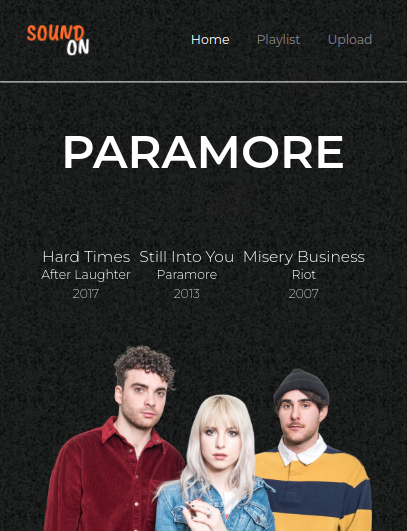 SOUND
ON
Home Playlist Upload
PARAMORE
Hard Times Still Into You Misery Business
After Laughter Paramore Riot
2017 2013 2007